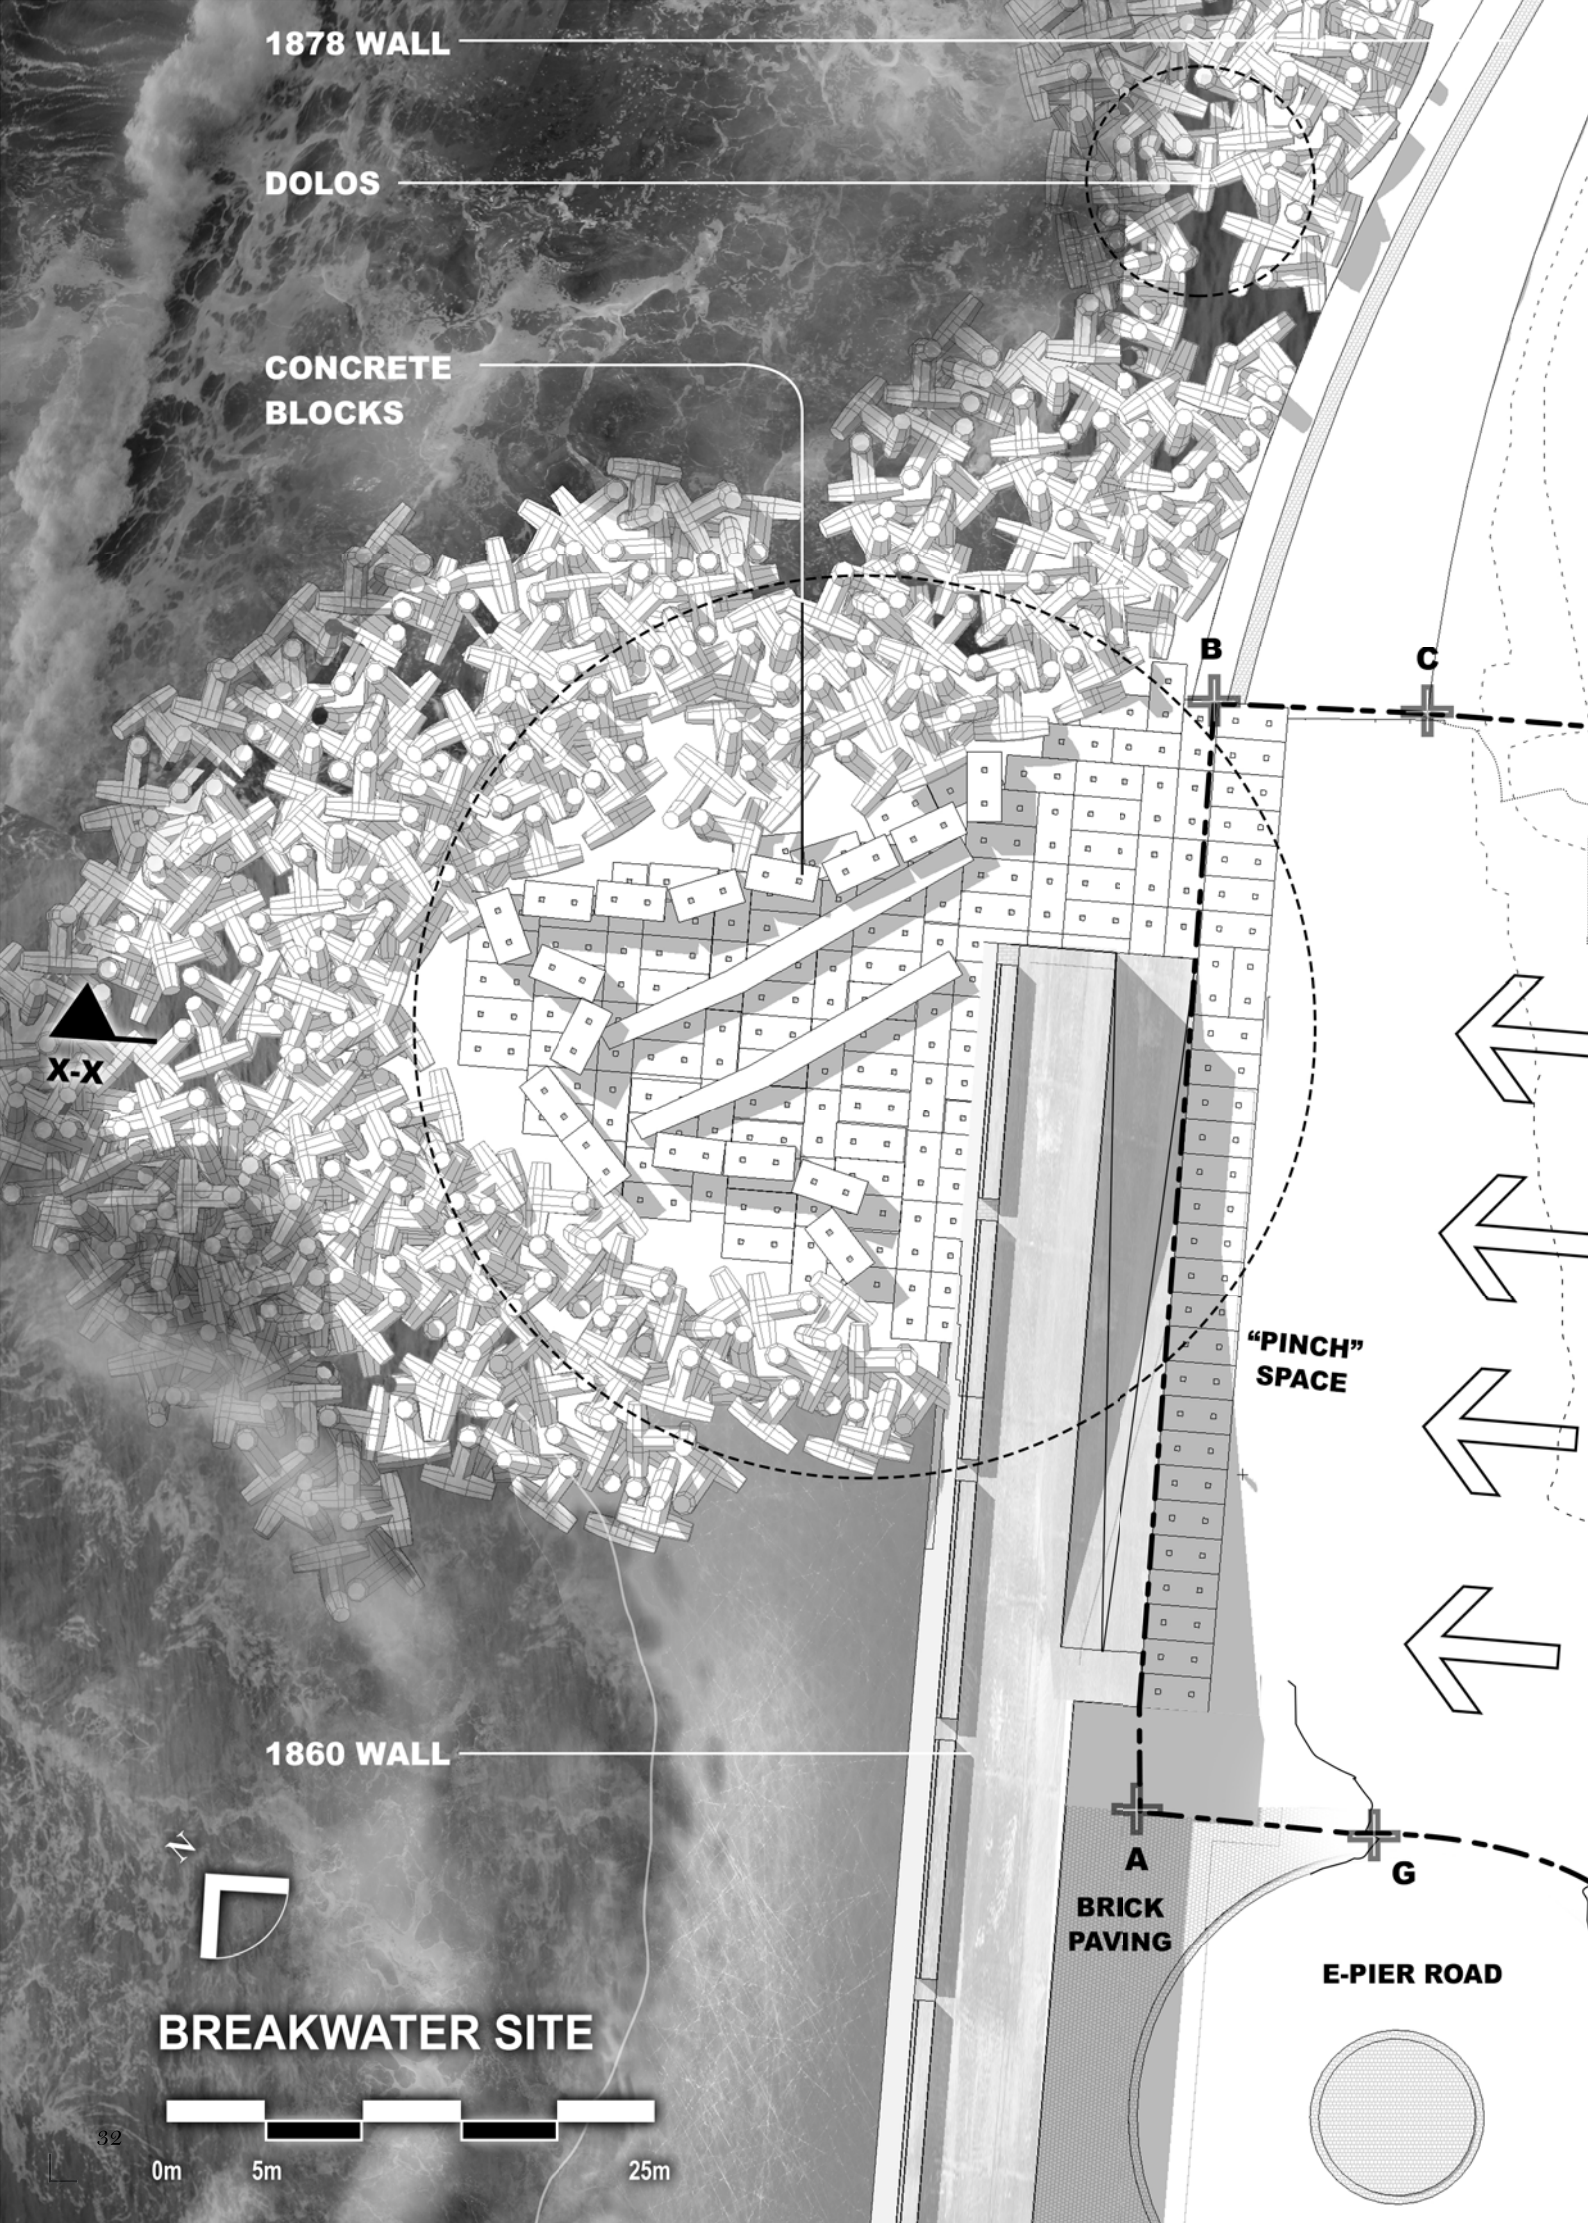 1878 WALL
DOLOS
CONCRETE
BLOCKS
B
C
X-X
“PINCH”
SPACE
1860 WALL
A
G
N
BRICK
PAVING
E-PIER ROAD
BREAKWATER SITE
32
0m 5m 25m